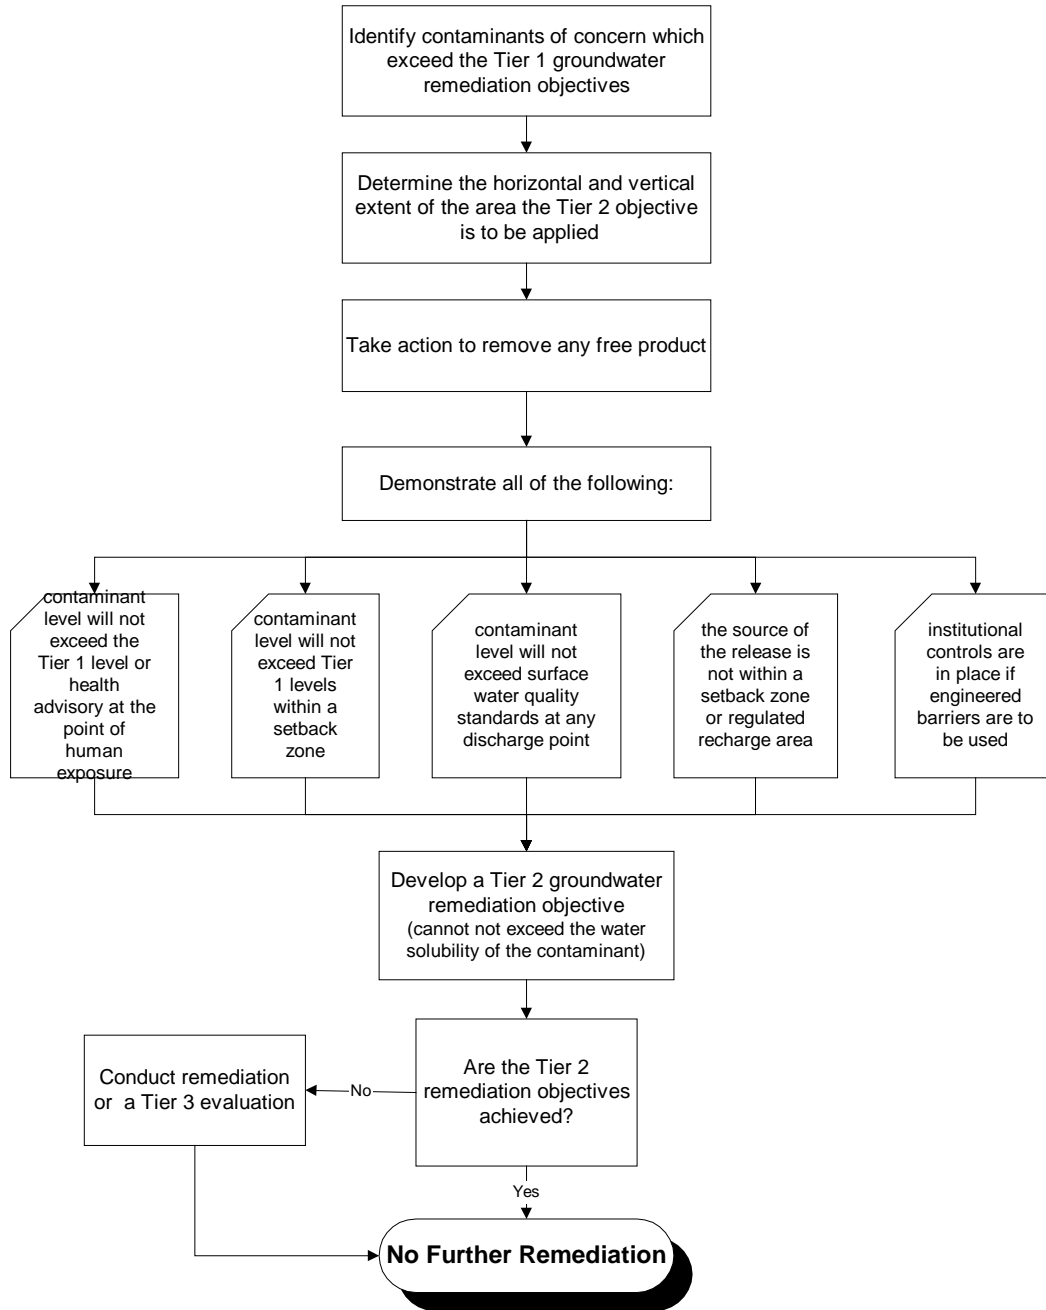 Identify contaminants of concern which
exceed the Tier 1 groundwater
remediation objectives
Determine the horizontal and vertical
extent of the area the Tier 2 objective
is to be applied
Take action to remove any free product
Demonstrate all of the following:
contaminant
level will not
exceed the
Tier 1 level or
health
advisory at the
point of
human
exposure
contaminant
level will not
exceed Tier
1 levels
within a
setback
zone
contaminant
level will not
exceed surface
water quality
standards at any
discharge point
the source of
the release is
not within a
setback zone
or regulated
recharge area
institutional
controls are
in place if
engineered
barriers are to
be used
Develop a Tier 2 groundwater
remediation objective
(cannot not exceed the water
solubility of the contaminant)
Are the Tier 2
remediation objectives
achieved?
No
Conduct remediation
or a Tier 3 evaluation
Yes
No Further Remediation